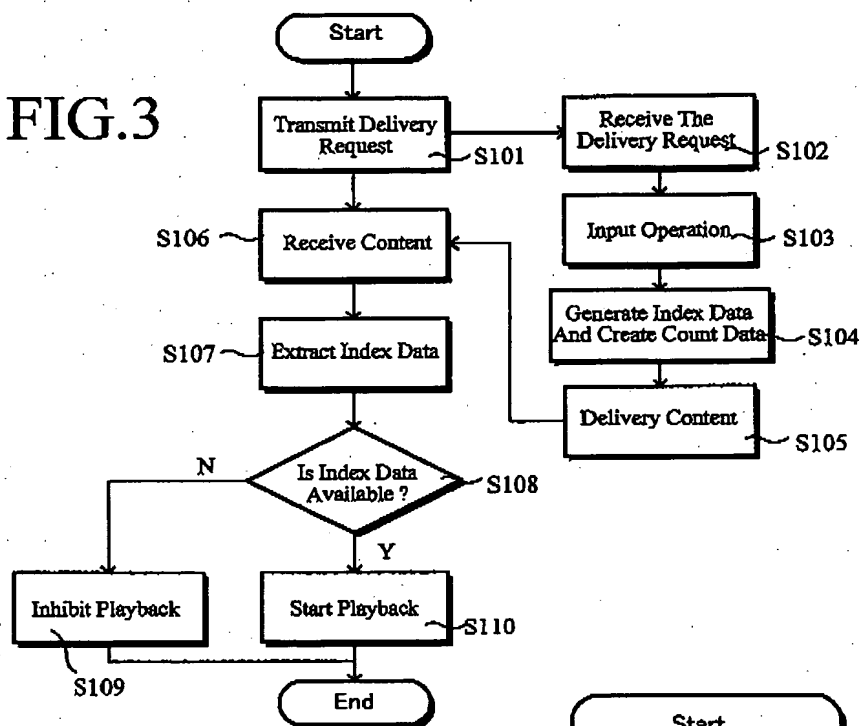 FIG.3
Start
Transmit Delivery
Request
S101
Receive The
Delivery Request
S102
S106
Receive Content
Input Operation
S103
Generate Index Data
And Create Count Data
S104
S107
Extract Index Data
Delivery Content
S105
N
Is Index Data
Available ?
S108
Y
Inhibit Playback
Start Playback
S110
S109
End
Start